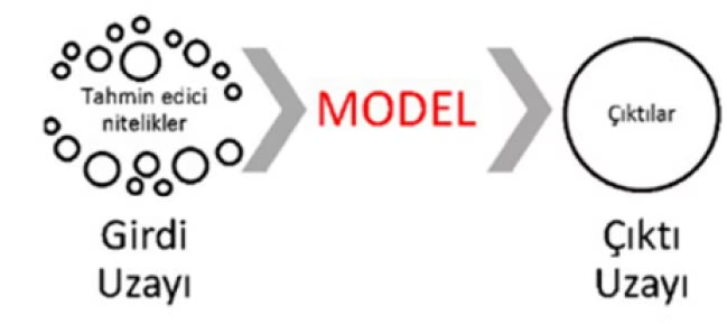 Tahmin edici
nitelikler
MODEL
Çıktılar
Girdi
Uzayı
Çıktı
Uzayı